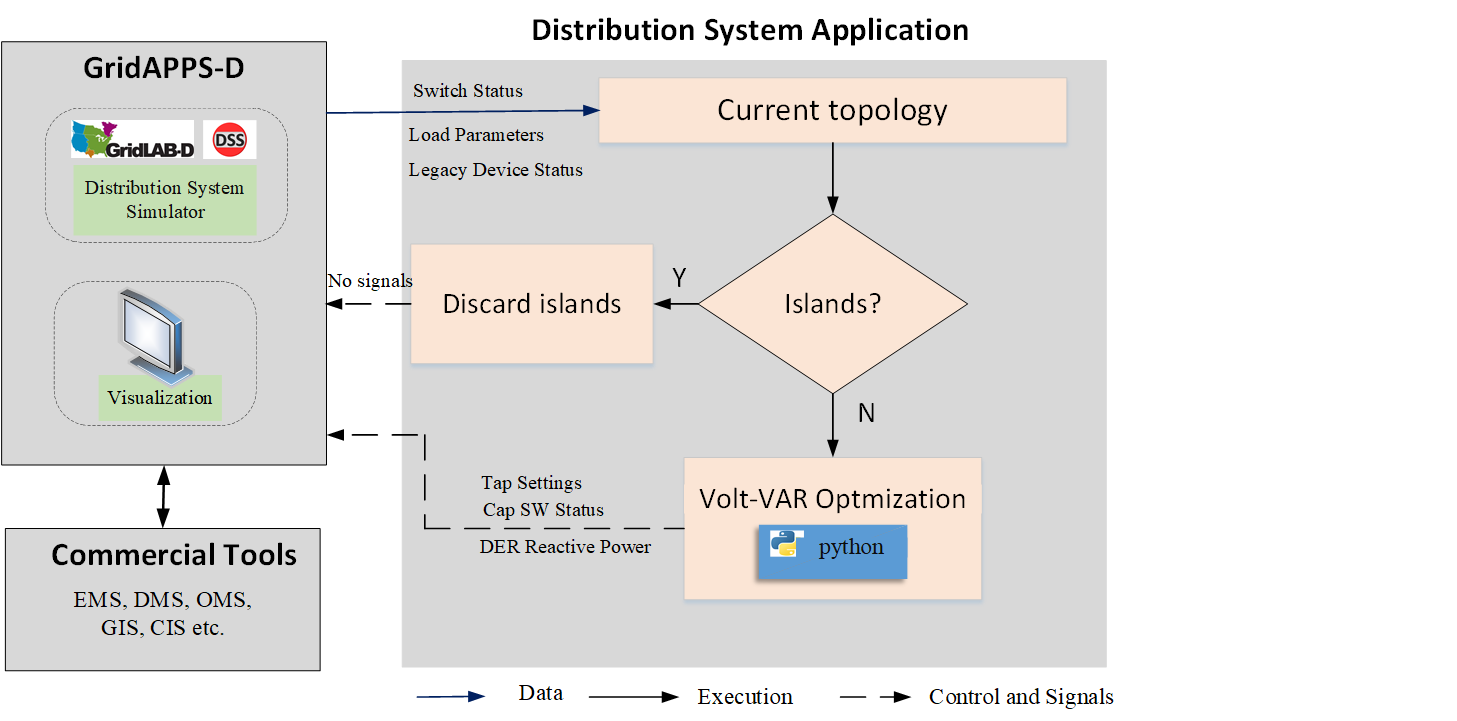 Distribution System Application
GridAPPS-D
GridLAB-D
DSS
Distribution System
Simulator
Visualization
Commercial Tools
EMS, DMS, OMS,
GIS, CIS etc.
Switch Status
Load Parameters
Legacy Device Status
Current topology
Islands?
Y
Discard islands
No signals
N
Volt-VAR Optmization
python
Tap Settings
Cap SW Status
DER Reactive Power
Data
Execution
Control and Signals